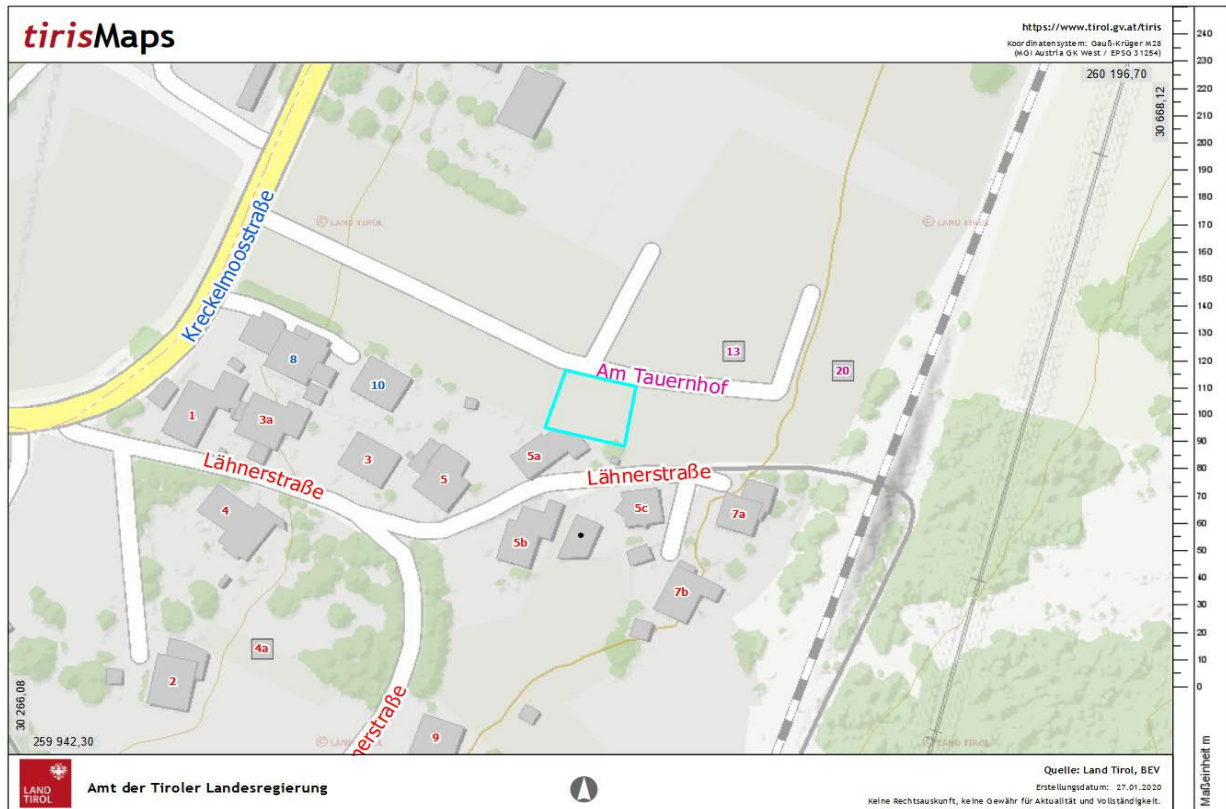 tirisMaps
https://www.tirol.gv.at/tiris
Koordinatensystem: Gauß-Krüger M28
(MGI Austria GK West / EPSG 31254)
260 196,70
30 668,12
© LAND TIROL
© LAND TIROL
Kreckelmoosstraße
8
10
13
20
Am Tauernhof
1
3a
3
5
5a
Lähnerstraße
Lähnerstraße
4
5b
5c
7a
7b
4a
2
9
Lähnerstraße
30 266,08
259 942,30
© LAND TIROL
© LAND TIROL
240
230
220
210
200
190
180
170
160
150
140
130
120
110
100
90
80
70
60
50
40
30
20
10
0
Maßeinheit m
LAND
TIROL
Amt der Tiroler Landesregierung
Quelle: Land Tirol, BEV
Erstellungsdatum: 27.01.2020
Keine Rechtsauskunft, keine Gewähr für Aktualität und Vollständigkeit.